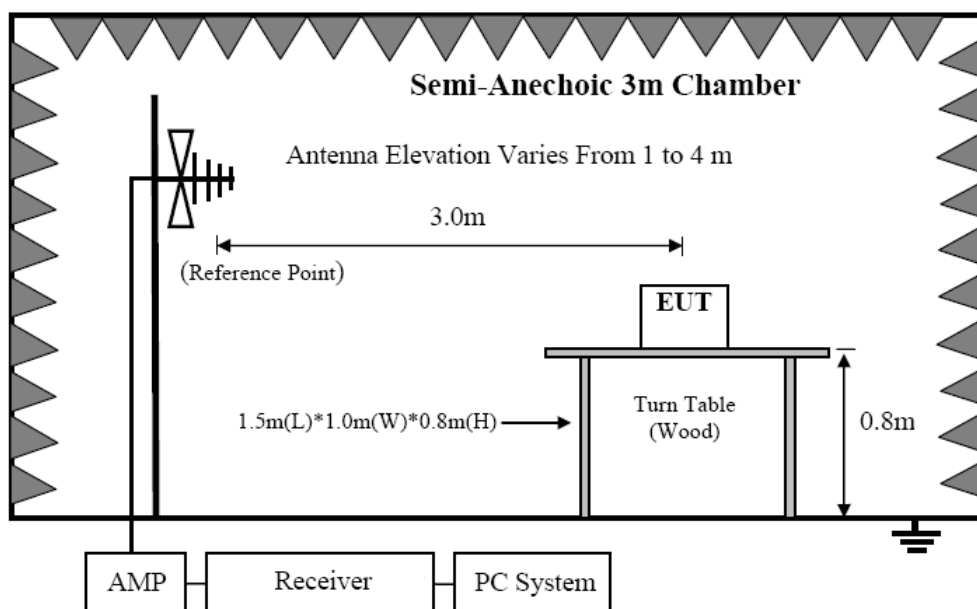 Semi-Anechoic 3m Chamber
Antenna Elevation Varies From 1 to 4 m
3.0m
(Reference Point)
EUT
1.5m(L)*1.0m(W)*0.8m(H)
Turn Table
(Wood)
0.8m
AMP
Receiver
PC System